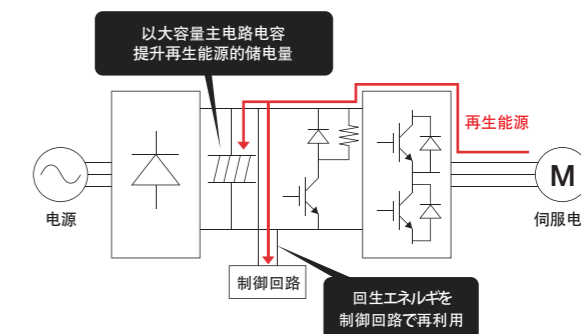 以大容量主电路电容
提升再生能源的储电量
再生能源
M
电源
伺服电
制御回路
回生エネルギを
制御回路で再利用